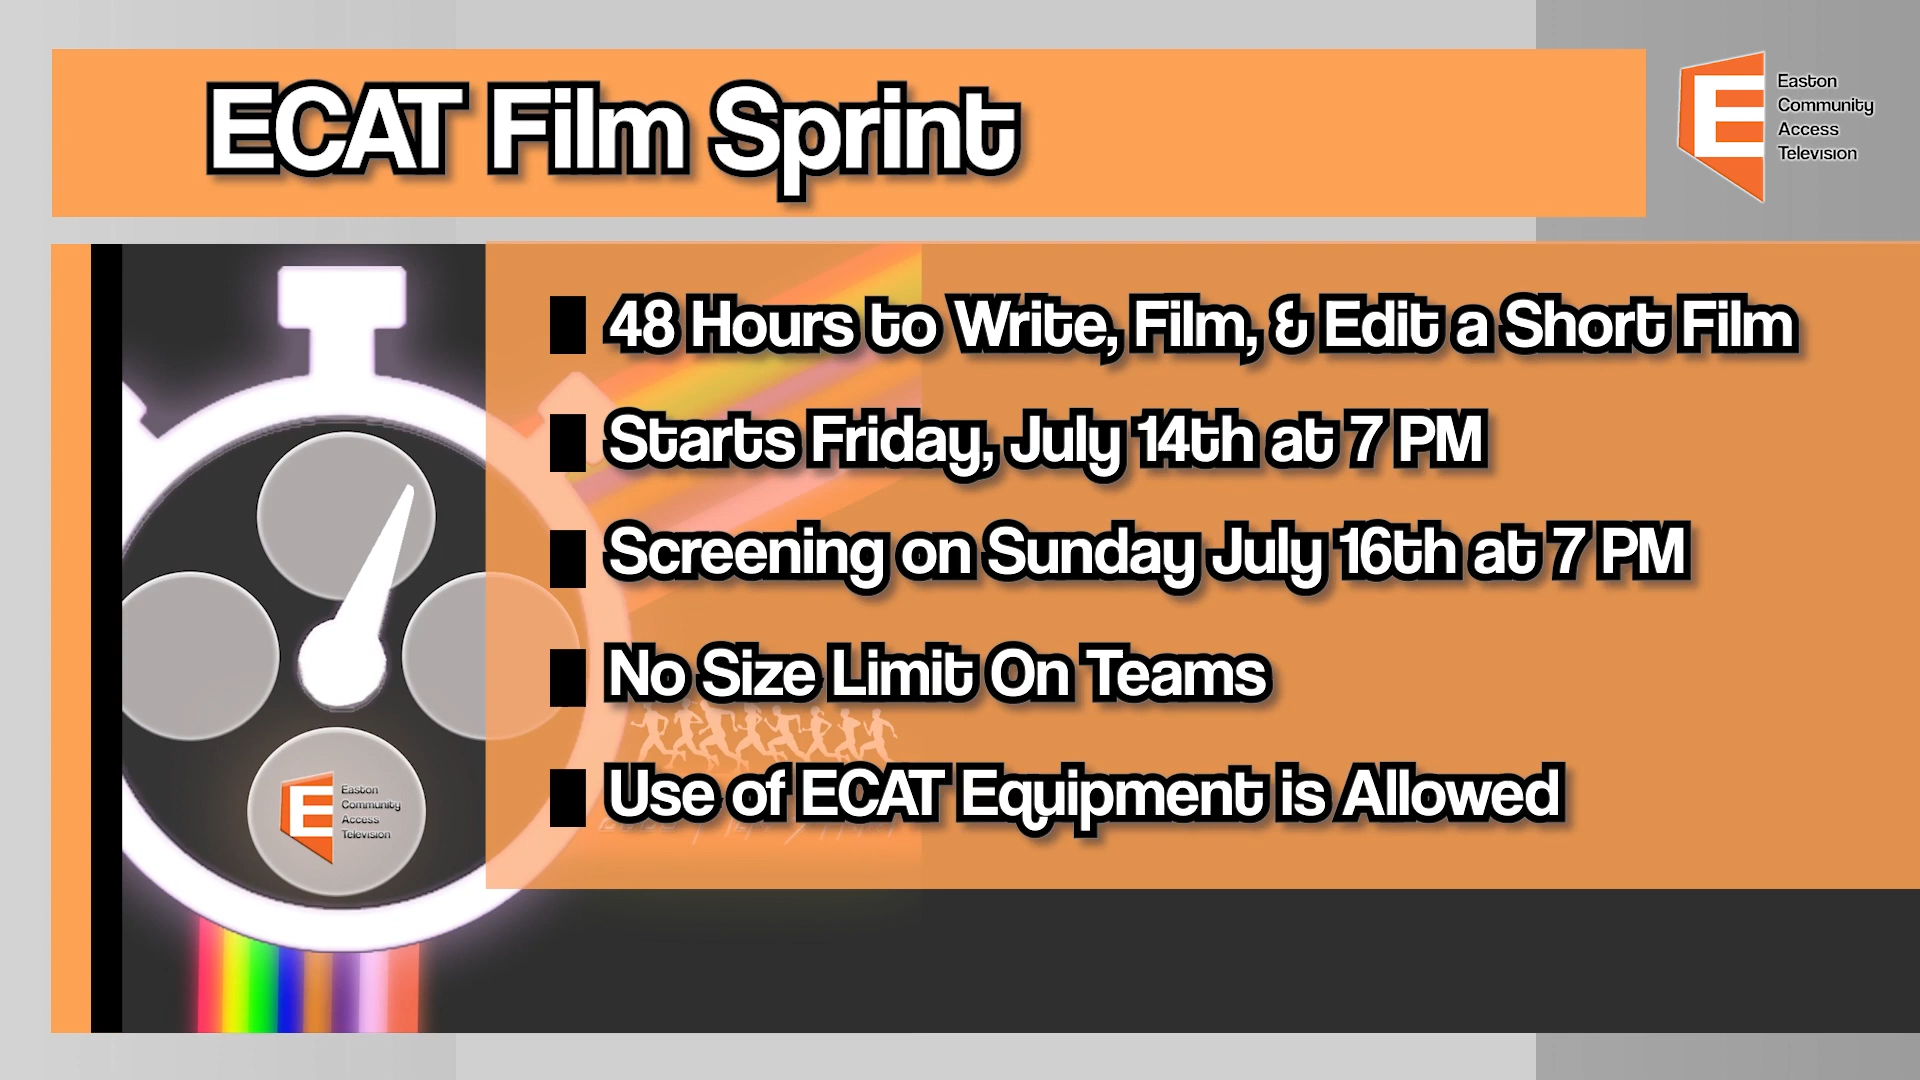 ECAT Film Sprint
Easton
Community
Access
Television
48 Hours to Write, Film, & Edit a Short Film
Starts Friday, July 14th at 7 PM
Screening on Sunday July 16th at 7 PM
No Size Limit On Teams
Use of ECAT Equipment is Allowed
Easton
Community
Access
Television